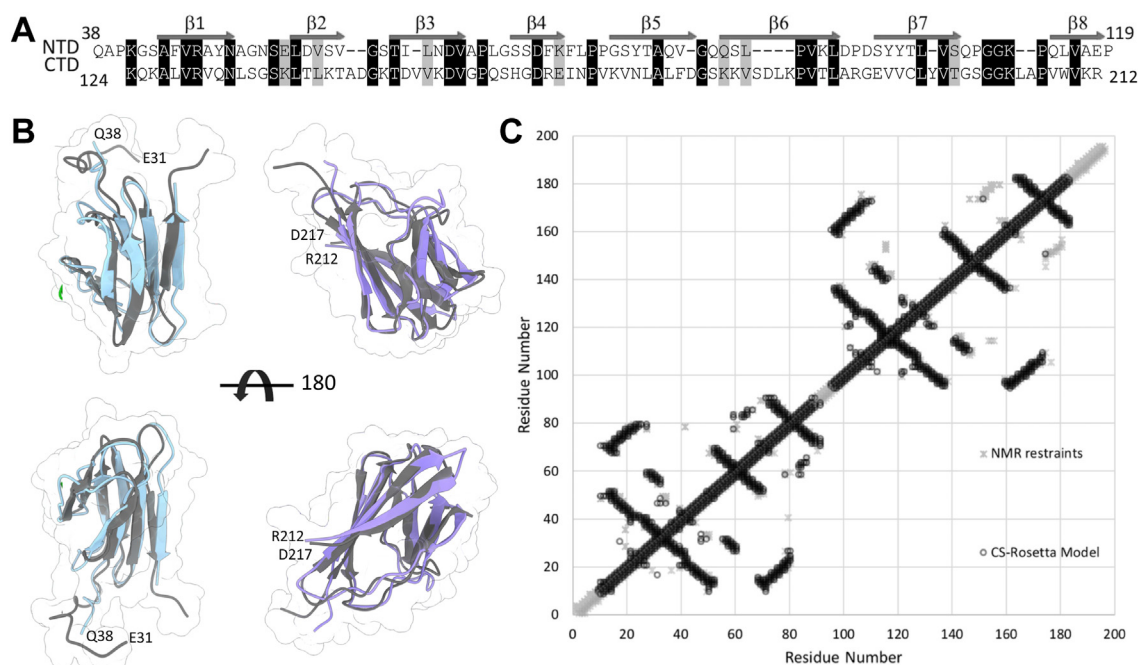 A
β1 β2 β3 β4 β5 β6 β7 β8
38 119
NTD QAPKGSAFVRAYNAGNSELDVSV--GSTI-LNDVAPLGSSDFKFLPPGSYTAQV-GQQSL-----PVKLDPDSYYTL-VSQPGGK--PQLVAEP
CTD KQKALVRVQNLSGSKLTLKTADGKTDVVKDVGPQSHGDREINPVKVNLALFDGSKKVSDLKPVTLARGEVVCLYVTGSGGKLAPVWVKR
124 212
B
Q38
E31
D217
R212
180
Q38
E31
R212
D217
C
200
180
160
140
120
100
80
60
40
20
0
Residue Number
NMR restraints
CS-Rosetta Model
0 20 40 60 80 100 120 140 160 180 200
Residue Number